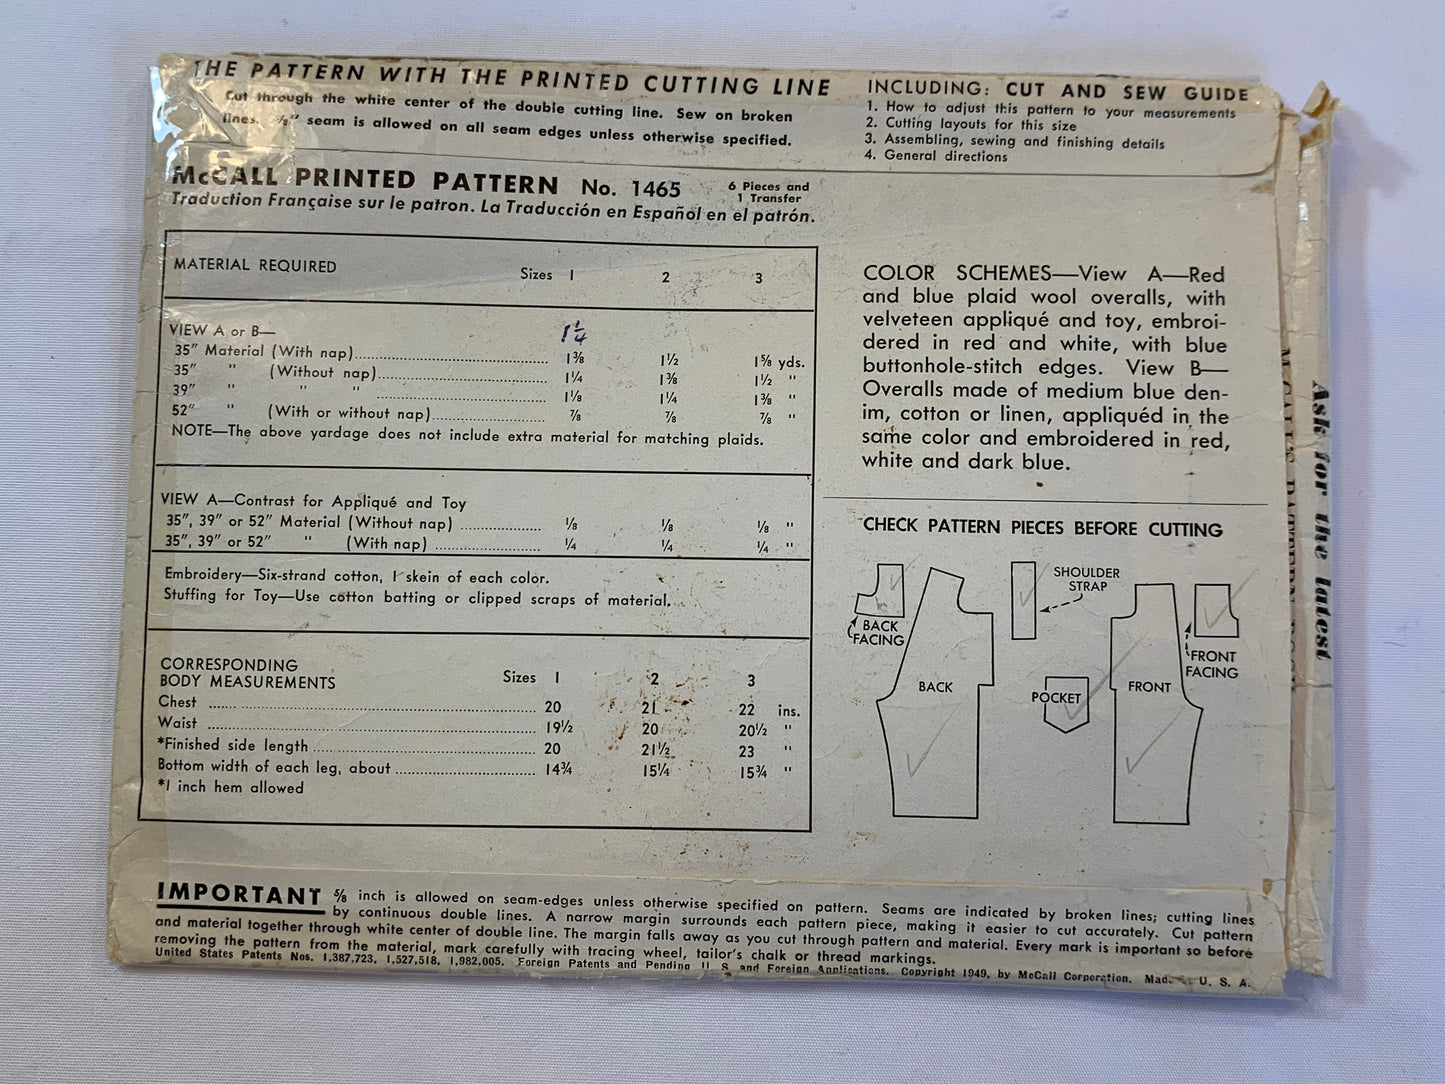 THE PATTERN WITH THE PRINTED CUTTING LINE
Cut through the white center of the double cutting line. Sew on broken
lines. ⅝" seam is allowed on all seam edges unless otherwise specified.
INCLUDING: CUT AND SEW GUIDE
1. How to adjust this pattern to your measurements
2. Cutting layouts for this size
3. Assembling, sewing and finishing details
4. General directions
McCALL PRINTED PATTERN No. 1465
6 Pieces and
1 Transfer
Traduction Française sur le patron. La Traducción en Español en el patrón.
MATERIAL REQUIRED Sizes 1 2 3
VIEW A or B—
1¼
35" Material (With nap) 1⅜ 1½ 1⅝ yds.
35" " (Without nap) 1¼ 1⅜ 1½ "
39" " " 1⅛ 1¼ 1⅜ "
52" " (With or without nap) ⅞ ⅞ ⅞ "
NOTE—The above yardage does not include extra material for matching plaids.
VIEW A—Contrast for Appliqué and Toy
35", 39" or 52" Material (Without nap) ⅛ ⅛ ⅛ "
35", 39" or 52" " (With nap) ¼ ¼ ¼ "
Embroidery—Six-strand cotton, 1 skein of each color.
Stuffing for Toy—Use cotton batting or clipped scraps of material.
CORRESPONDING
BODY MEASUREMENTS Sizes 1 2 3
Chest 20 21 22 ins.
Waist 19½ 20 20½ "
*Finished side length 20 21½ 23 "
Bottom width of each leg, about 14¾ 15¼ 15¾ "
*1 inch hem allowed
COLOR SCHEMES—View A—Red
and blue plaid wool overalls, with
velveteen appliqué and toy, embroi-
dered in red and white, with blue
buttonhole-stitch edges. View B—
Overalls made of medium blue den-
im, cotton or linen, appliquéd in the
same color and embroidered in red,
white and dark blue.
CHECK PATTERN PIECES BEFORE CUTTING
SHOULDER
STRAP
BACK
FACING
FRONT
FACING
BACK
POCKET
FRONT
IMPORTANT ⅝ inch is allowed on seam-edges unless otherwise specified on pattern. Seams are indicated by broken lines; cutting lines
by continuous double lines. A narrow margin surrounds each pattern piece, making it easier to cut accurately. Cut pattern
and material together through white center of double line. The margin falls away as you cut through pattern and material. Every mark is important so before
removing the pattern from the material, mark carefully with tracing wheel, tailor's chalk or thread markings.
United States Patents Nos. 1,387,723, 1,527,518, 1,982,005. Foreign Patents and Pending U. S. and Foreign Applications. Copyright 1949, by McCall Corporation. Made U. S. A.
Ask for the latest